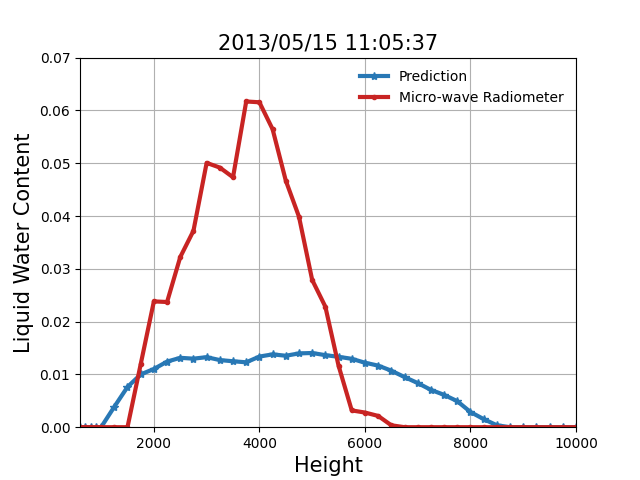 2013/05/15 11:05:37
0.07
0.06
0.05
0.04
0.03
0.02
0.01
0.00
Liquid Water Content
Prediction
Micro-wave Radiometer
2000 4000 6000 8000 10000
Height